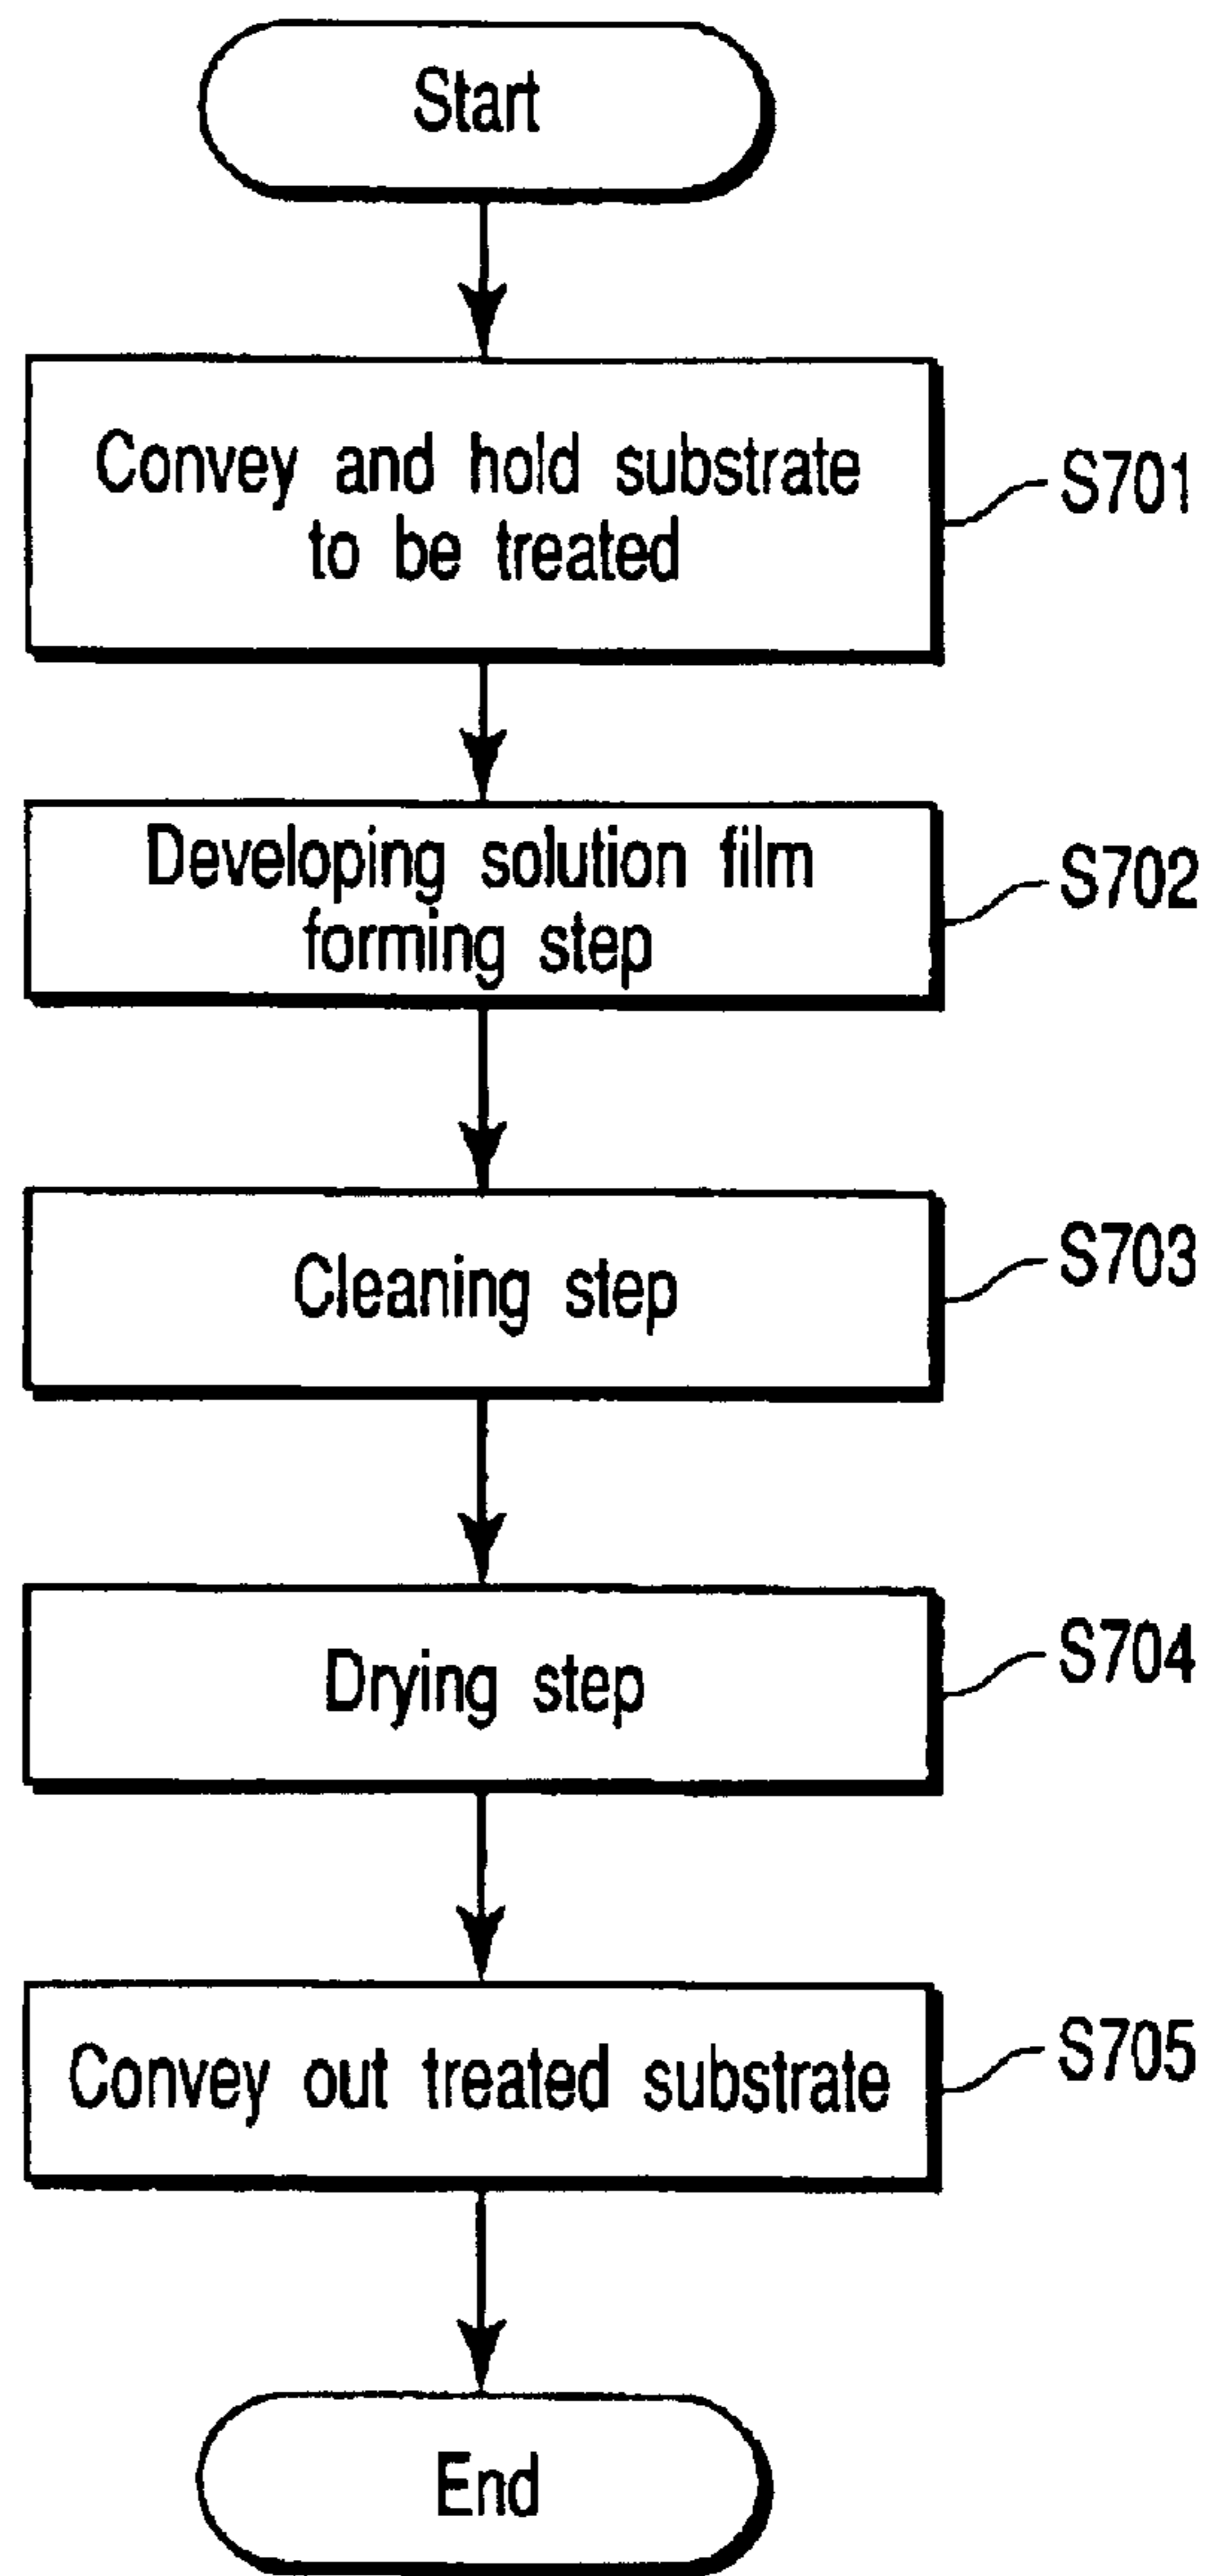 Start
Convey and hold substrate
to be treated
S701
Developing solution film
forming step
S702
Cleaning step
S703
Drying step
S704
Convey out treated substrate
S705
End